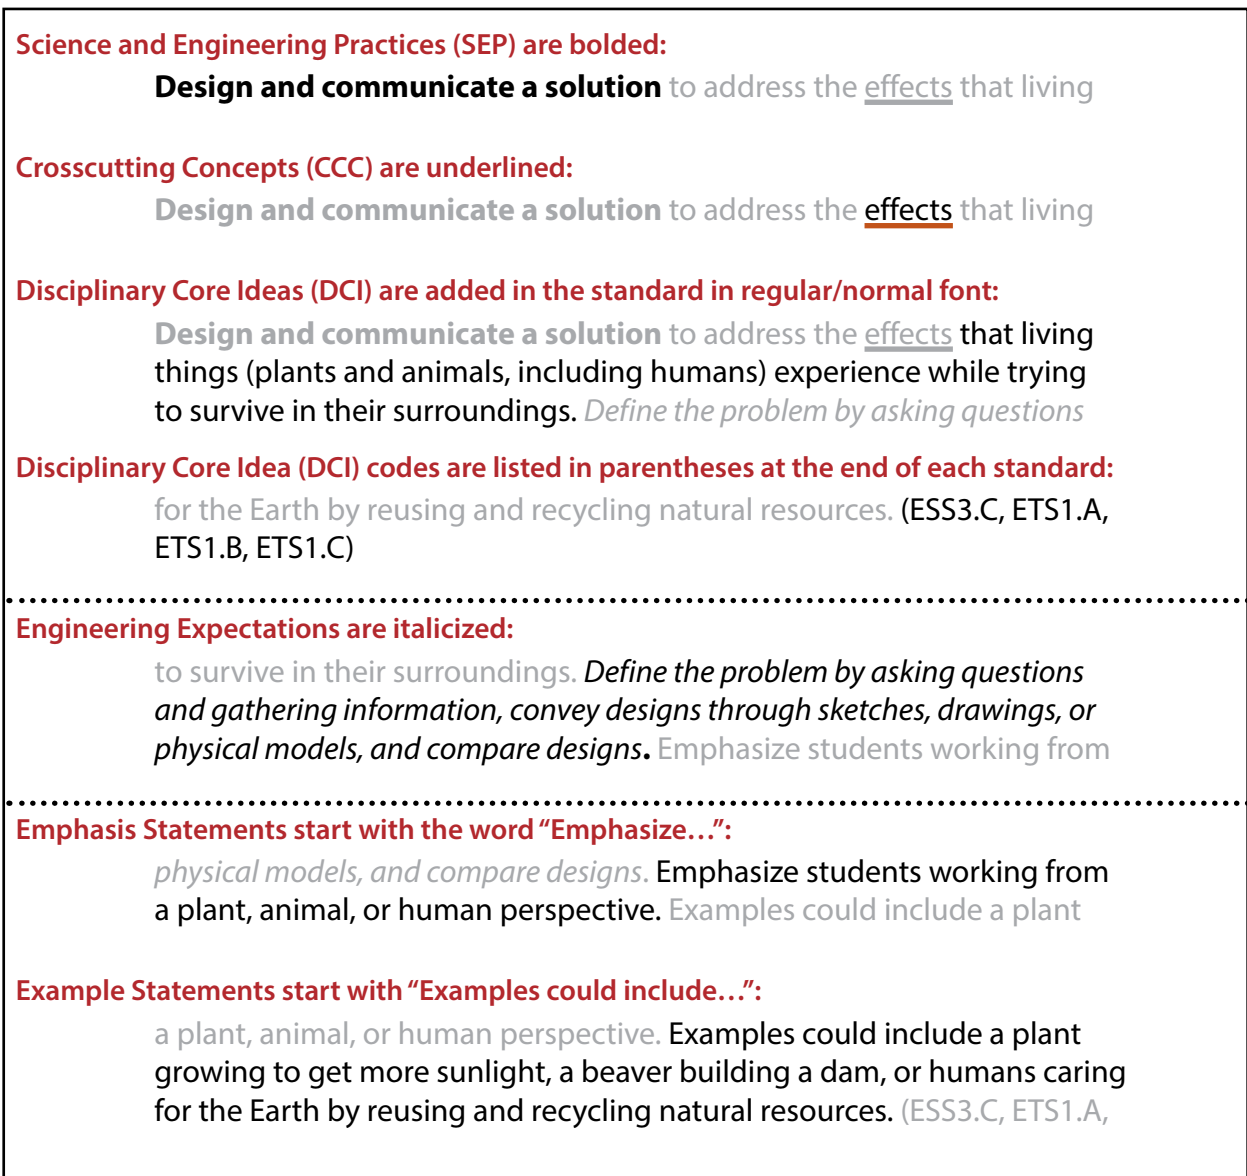 Science and Engineering Practices (SEP) are bolded:
Design and communicate a solution to address the effects that living
Crosscutting Concepts (CCC) are underlined:
Design and communicate a solution to address the effects that living
Disciplinary Core Ideas (DCI) are added in the standard in regular/normal font:
Design and communicate a solution to address the effects that living
things (plants and animals, including humans) experience while trying
to survive in their surroundings. Define the problem by asking questions
Disciplinary Core Idea (DCI) codes are listed in parentheses at the end of each standard:
for the Earth by reusing and recycling natural resources. (ESS3.C, ETS1.A,
ETS1.B, ETS1.C)
Engineering Expectations are italicized:
to survive in their surroundings. Define the problem by asking questions
and gathering information, convey designs through sketches, drawings, or
physical models, and compare designs. Emphasize students working from
Emphasis Statements start with the word “Emphasize…”:
physical models, and compare designs. Emphasize students working from
a plant, animal, or human perspective. Examples could include a plant
Example Statements start with “Examples could include…”:
a plant, animal, or human perspective. Examples could include a plant
growing to get more sunlight, a beaver building a dam, or humans caring
for the Earth by reusing and recycling natural resources. (ESS3.C, ETS1.A,